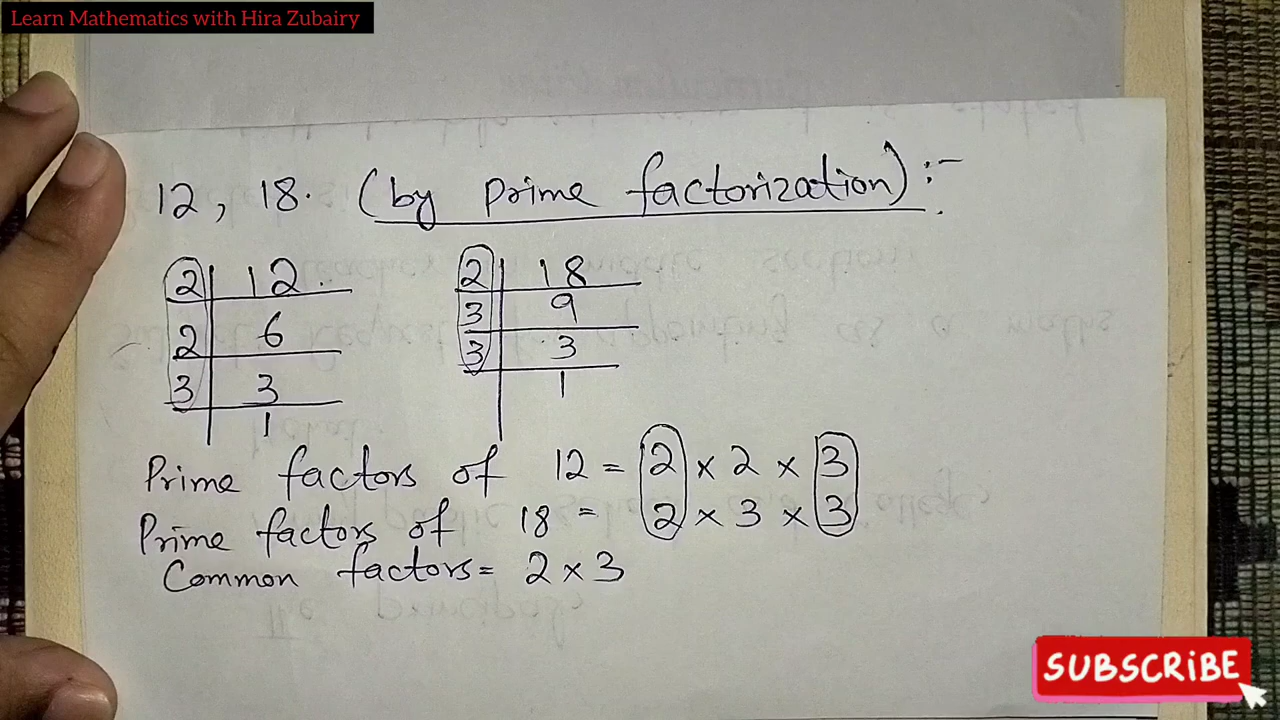 Learn Mathematics with Hira Zubairy
12, 18. (by Prime factorization):-
2 | 12
2 | 6
3 | 3
1
2 | 18
3 | 9
3 | 3
1
Prime factors of 12 = 2 × 2 × 3
Prime factors of 18 = 2 × 3 × 3
Common factors = 2 × 3
SUBSCRIBE